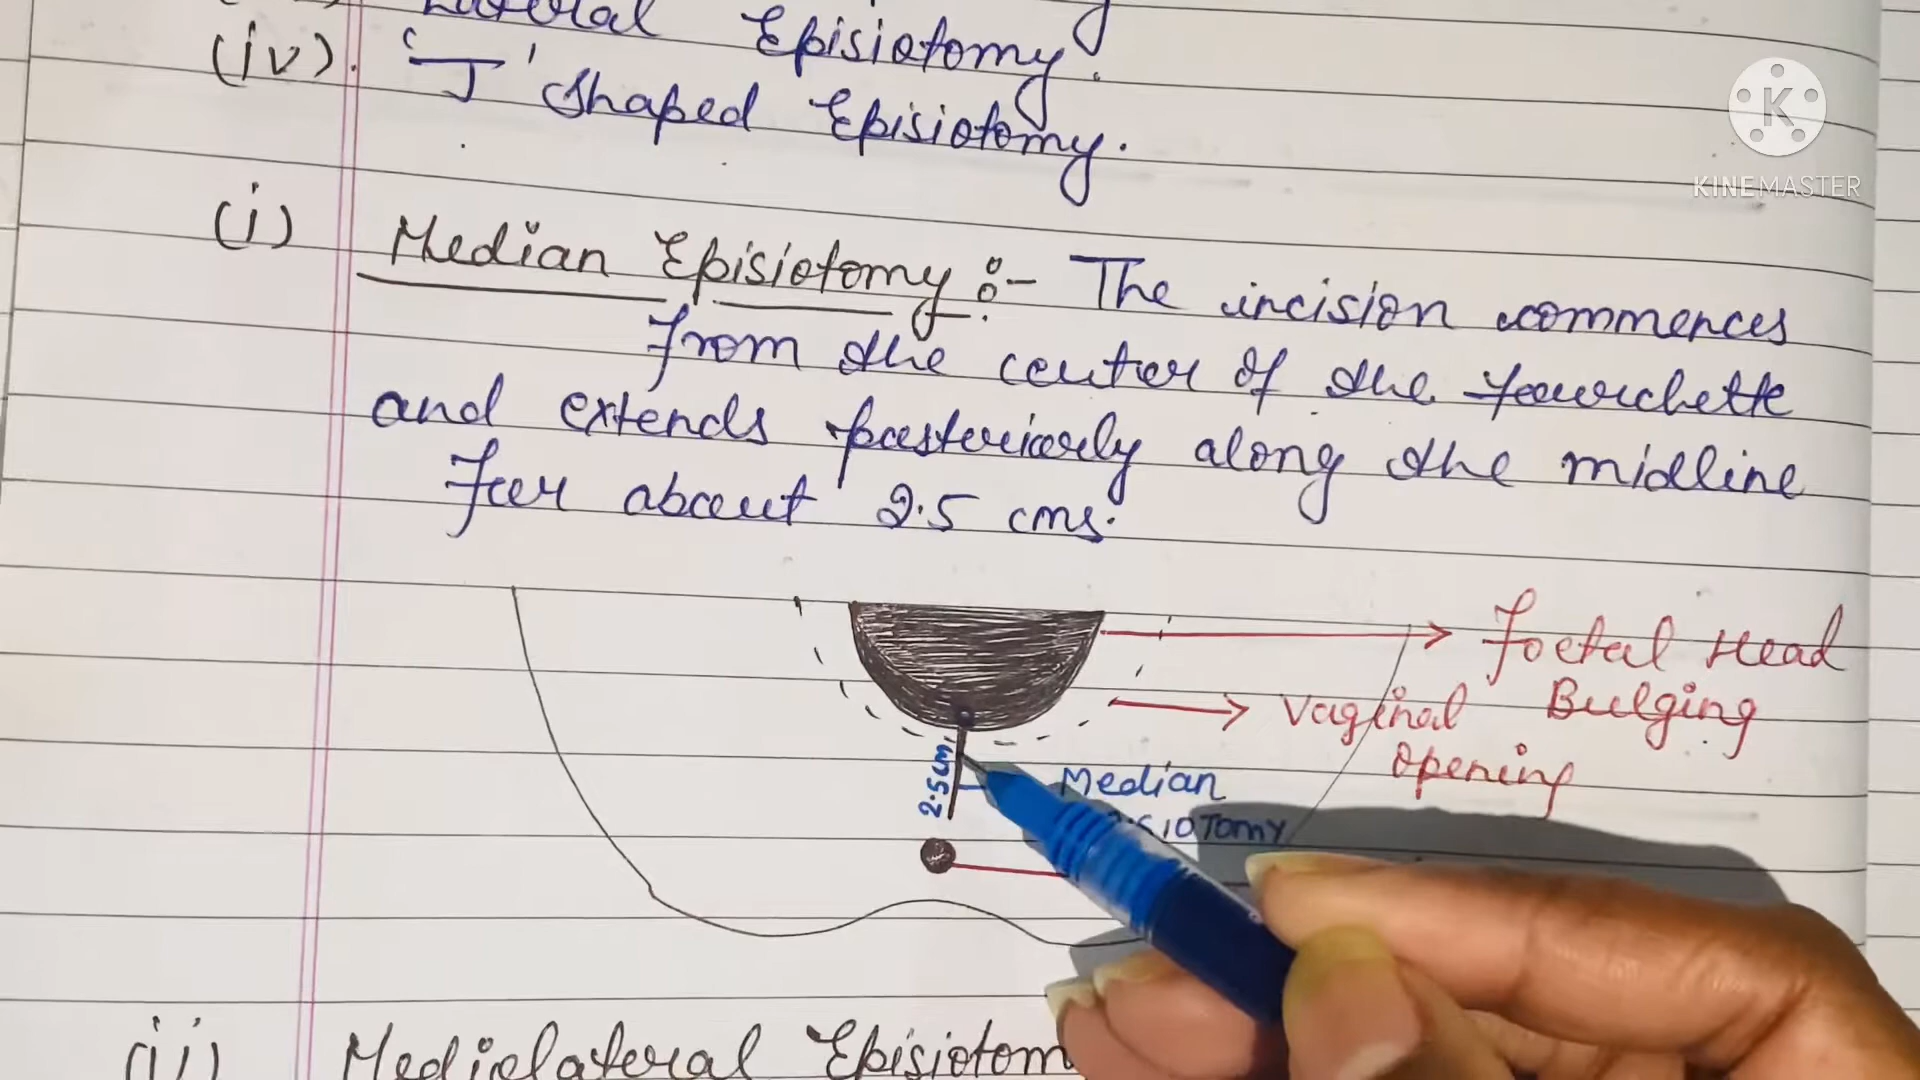 Lateral Episiotomy.
(iv). 'J' shaped Episiotomy.
(i) Median Episiotomy :- The incision commences
from the center of the fourchette
and extends posteriorly along the midline
for about 2.5 cms.
Foetal Head
Bulging
Vaginal
opening
2.5cm
Median
(ii) Mediolateral
K
KINEMASTER